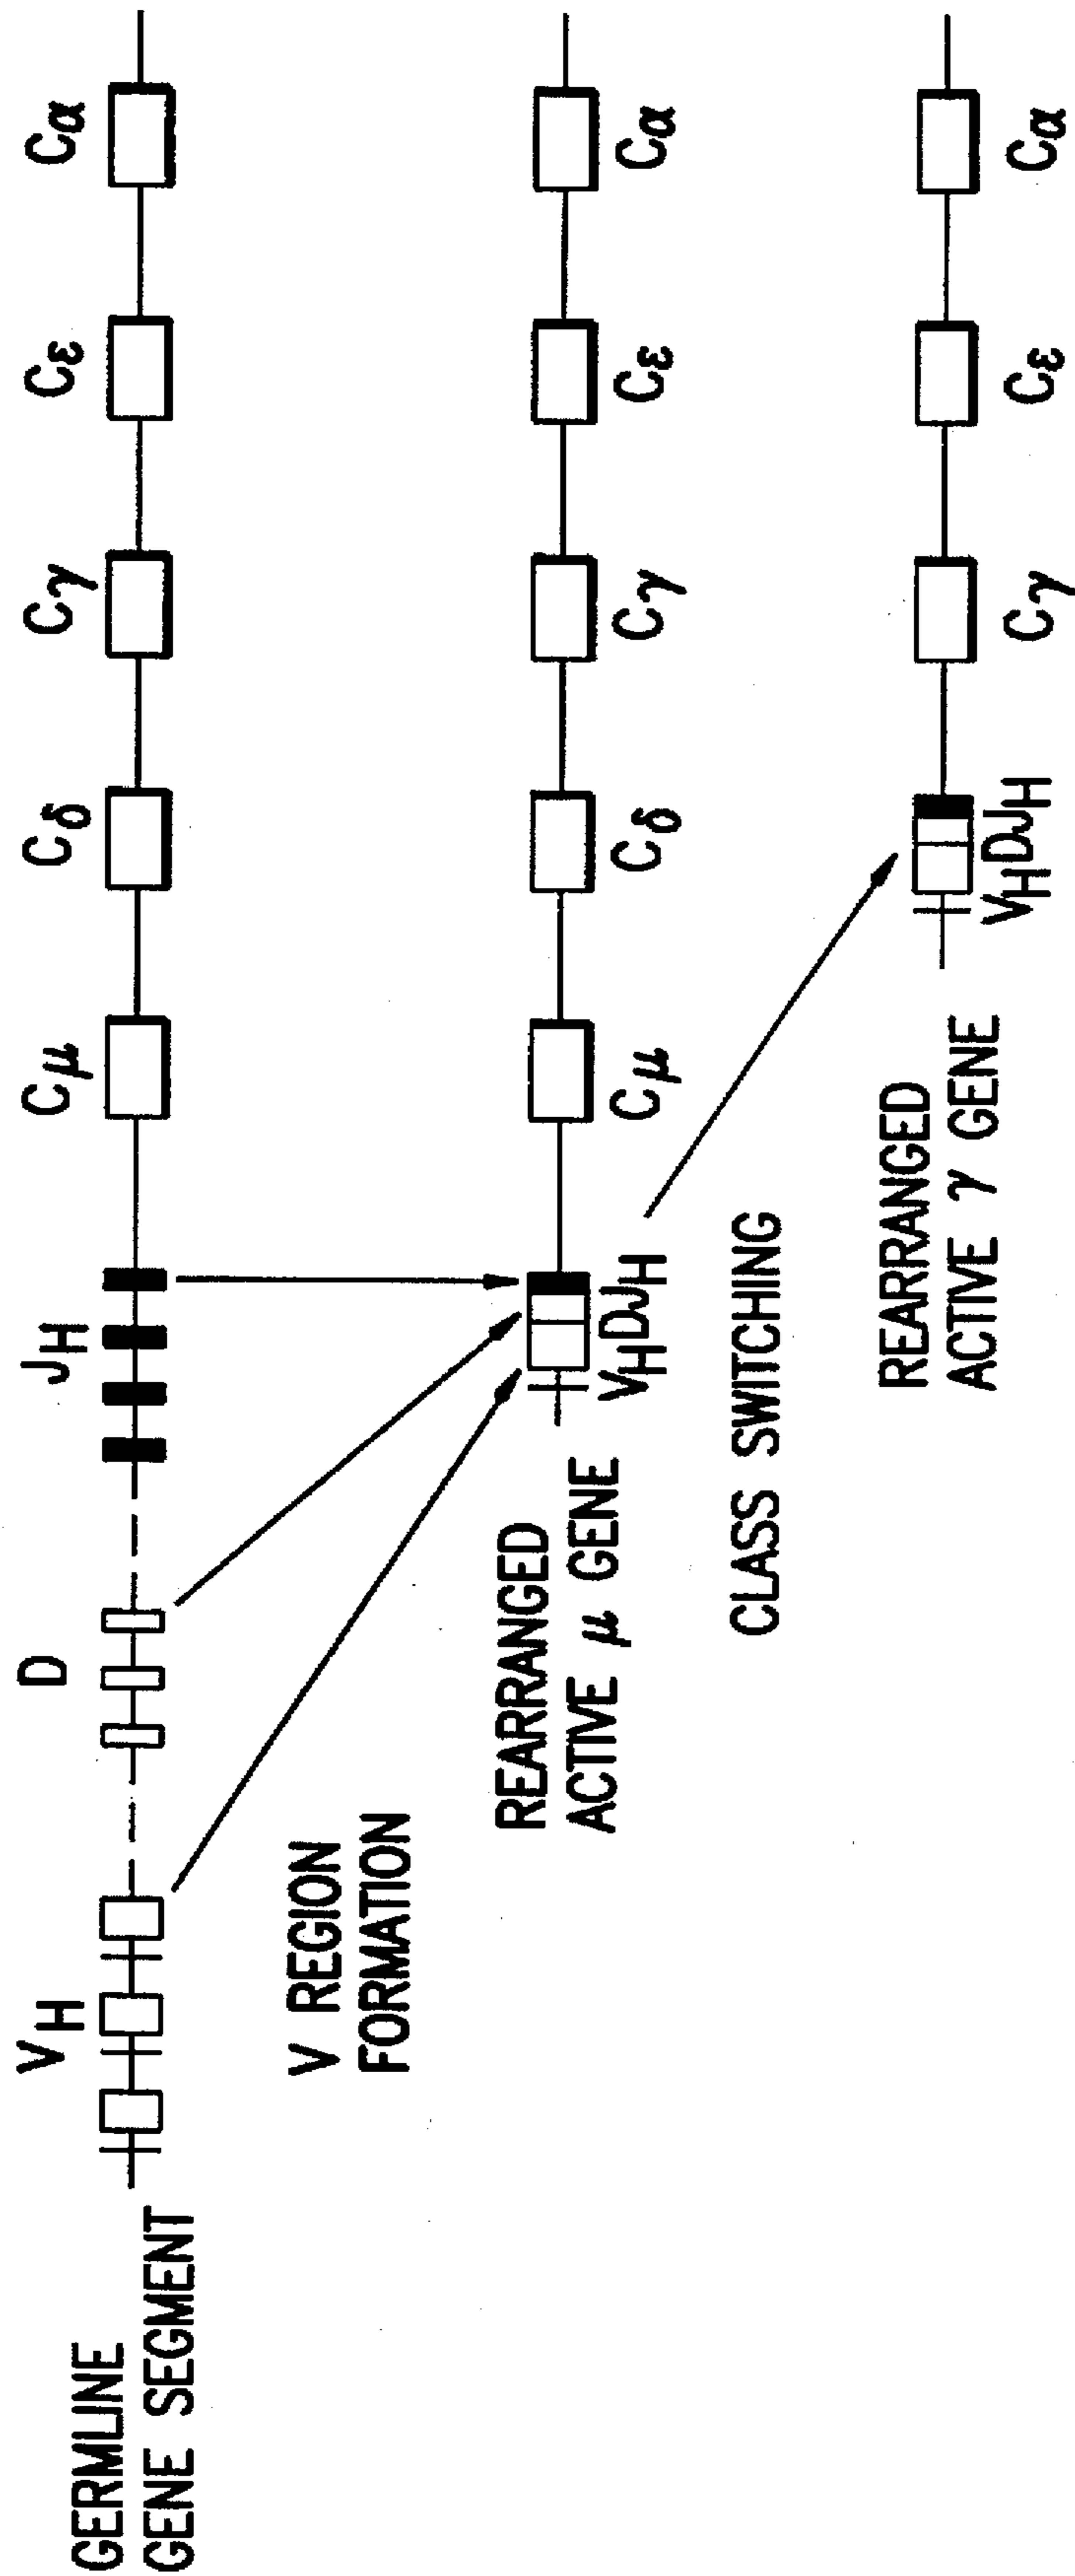 GERMLINE
GENE SEGMENT
VH
D
JH
Cμ
Cδ
Cγ
Cε
Cα
V REGION
FORMATION
REARRANGED
ACTIVE μ GENE
VHDJH
Cμ
Cδ
Cγ
Cε
Cα
CLASS SWITCHING
REARRANGED
ACTIVE γ GENE
VHDJH
Cγ
Cε
Cα